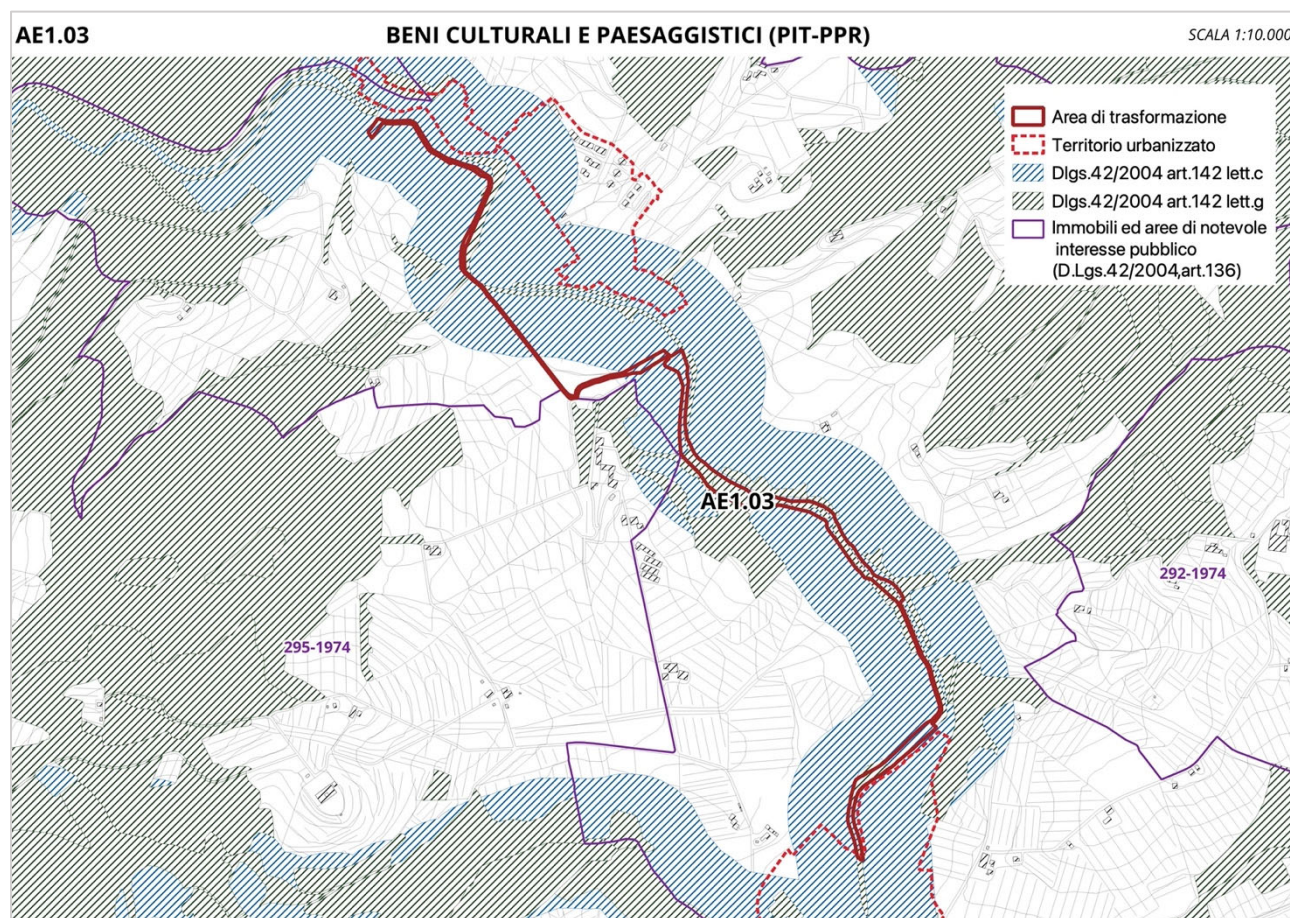 AE1.03
BENI CULTURALI E PAESAGGISTICI (PIT-PPR)
SCALA 1:10.000
Area di trasformazione
Territorio urbanizzato
Dlgs.42/2004 art.142 lett.c
Dlgs.42/2004 art.142 lett.g
Immobili ed aree di notevole
interesse pubblico
(D.Lgs.42/2004,art.136)
AE1.03
292-1974
295-1974